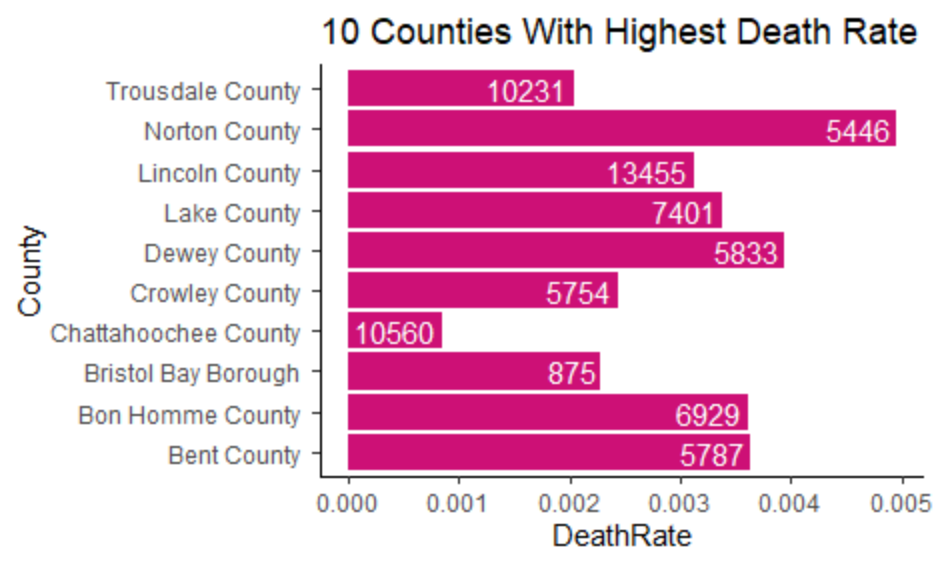 10 Counties With Highest Death Rate
Trousdale County 10231
Norton County 5446
Lincoln County 13455
Lake County 7401
Dewey County 5833
Crowley County 5754
Chattahoochee County 10560
Bristol Bay Borough 875
Bon Homme County 6929
Bent County 5787
County
0.000 0.001 0.002 0.003 0.004 0.005
DeathRate